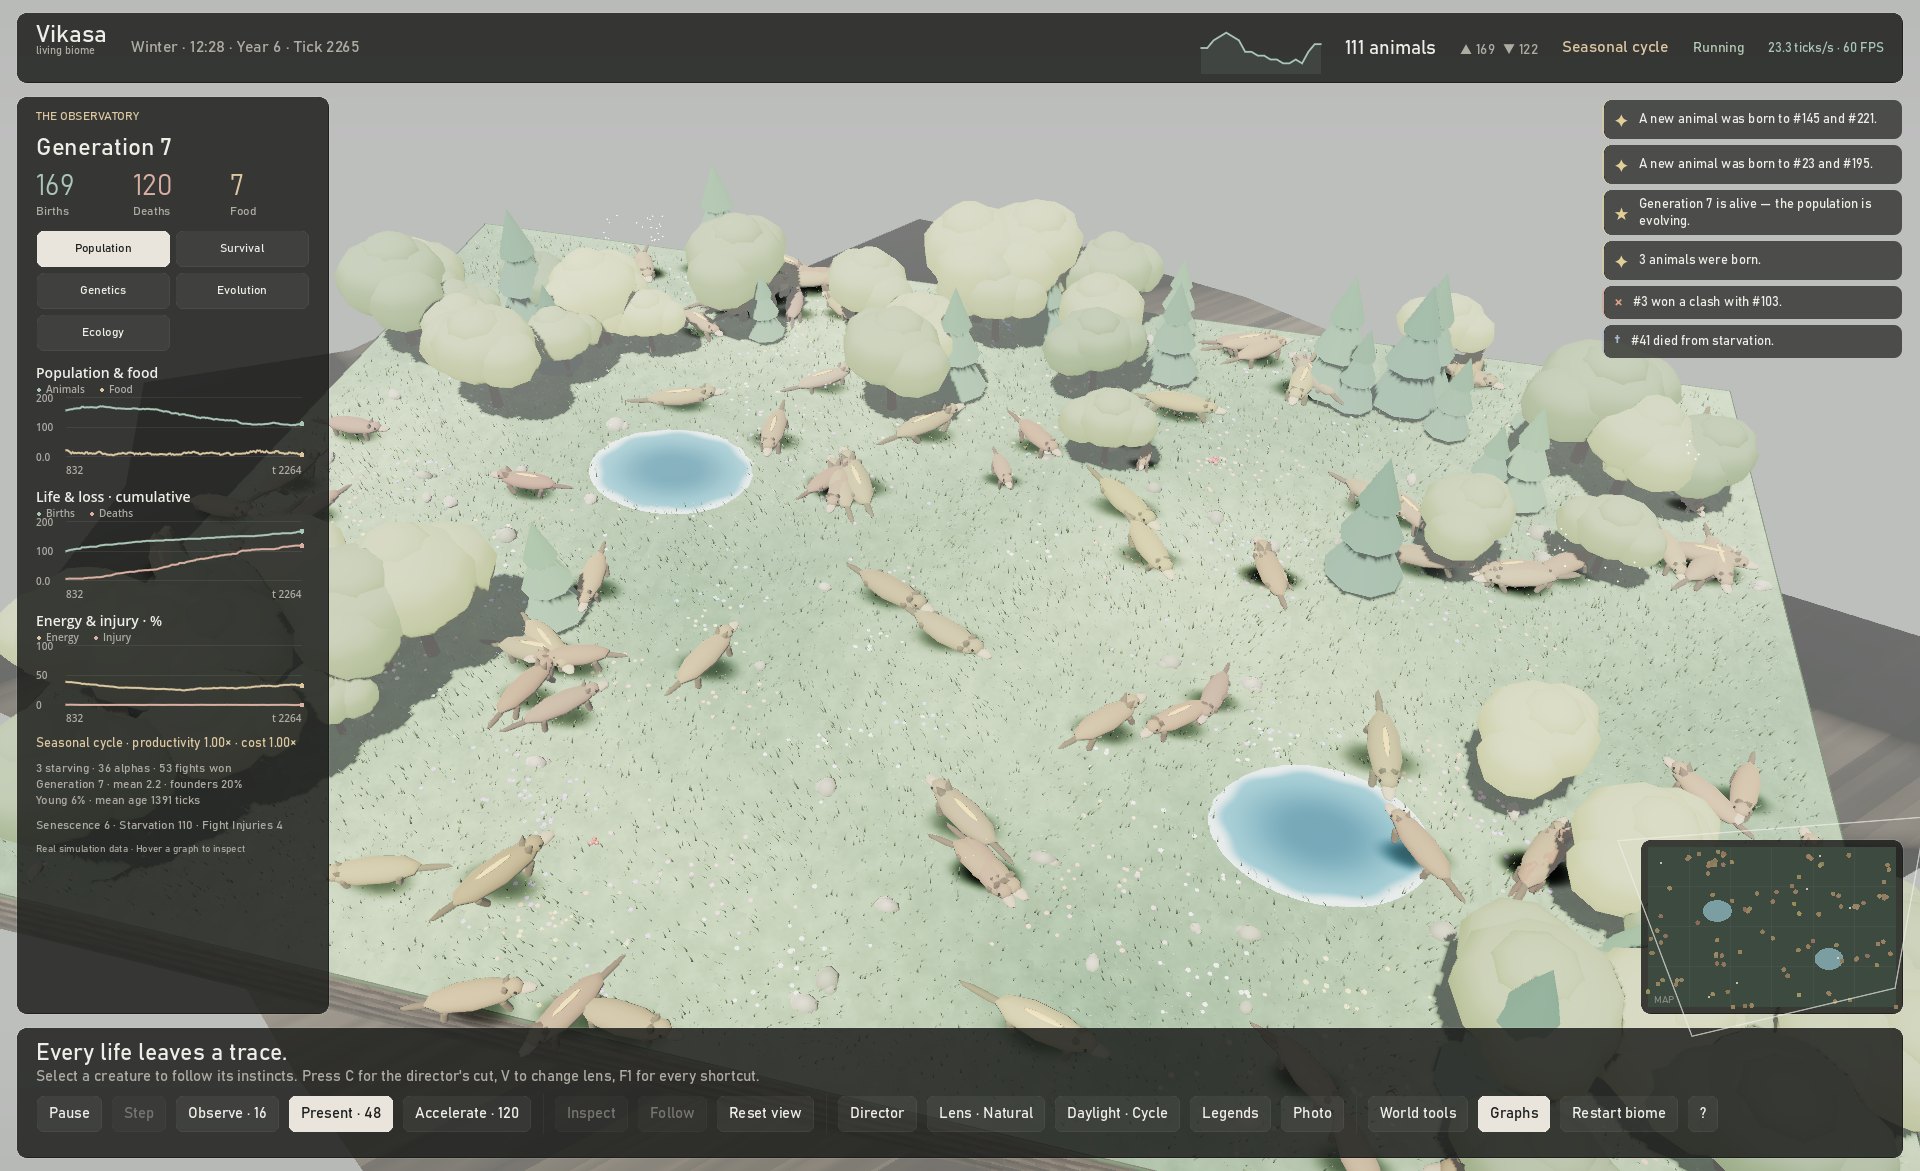 Vikasa
living biome
Winter · 12:28 · Year 6 · Tick 2265
111 animals
▲ 169 ▼ 122
Seasonal cycle
Running
23.3 ticks/s · 60 FPS
THE OBSERVATORY
Generation 7
169 120 7
Births Deaths Food
Population Survival
Genetics Evolution
Ecology
Population & food
• Animals • Food
200
100
0.0
832 t 2264
Life & loss · cumulative
• Births • Deaths
200
100
0.0
832 t 2264
Energy & injury · %
• Energy • Injury
100
50
0
832 t 2264
Seasonal cycle · productivity 1.00× · cost 1.00×
3 starving · 36 alphas · 53 fights won
Generation 7 · mean 2.2 · founders 20%
Young 6% · mean age 1391 ticks
Senescence 6 · Starvation 110 · Fight Injuries 4
Real simulation data · Hover a graph to inspect
A new animal was born to #145 and #221.
A new animal was born to #23 and #195.
Generation 7 is alive — the population is
evolving.
3 animals were born.
#3 won a clash with #103.
#41 died from starvation.
MAP
Every life leaves a trace.
Select a creature to follow its instincts. Press C for the director's cut, V to change lens, F1 for every shortcut.
Pause Step Observe · 16 Present · 48 Accelerate · 120 Inspect Follow Reset view Director Lens · Natural Daylight · Cycle Legends Photo World tools Graphs Restart biome ?